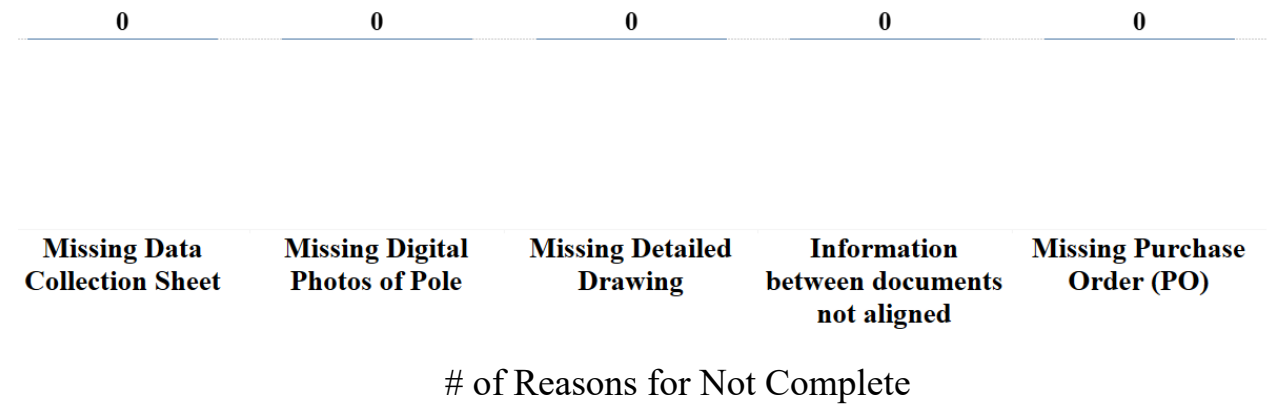 0 0 0 0 0
Missing Data Collection Sheet
Missing Digital Photos of Pole
Missing Detailed Drawing
Information between documents not aligned
Missing Purchase Order (PO)
# of Reasons for Not Complete